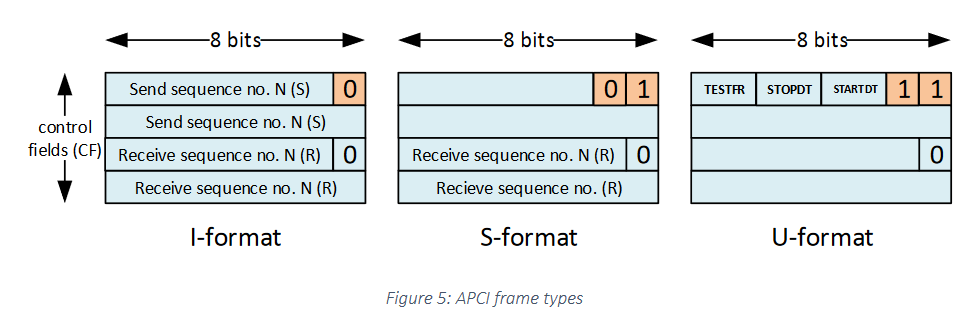 8 bits 8 bits 8 bits
Send sequence no. N (S) 0 0 1 TESTFR STOPDT STARTDT 1 1
Send sequence no. N (S)
control
fields (CF)
Receive sequence no. N (R) 0 Receive sequence no. N (R) 0 0
Receive sequence no. N (R) Recieve sequence no. (R)
I-format S-format U-format
Figure 5: APCI frame types